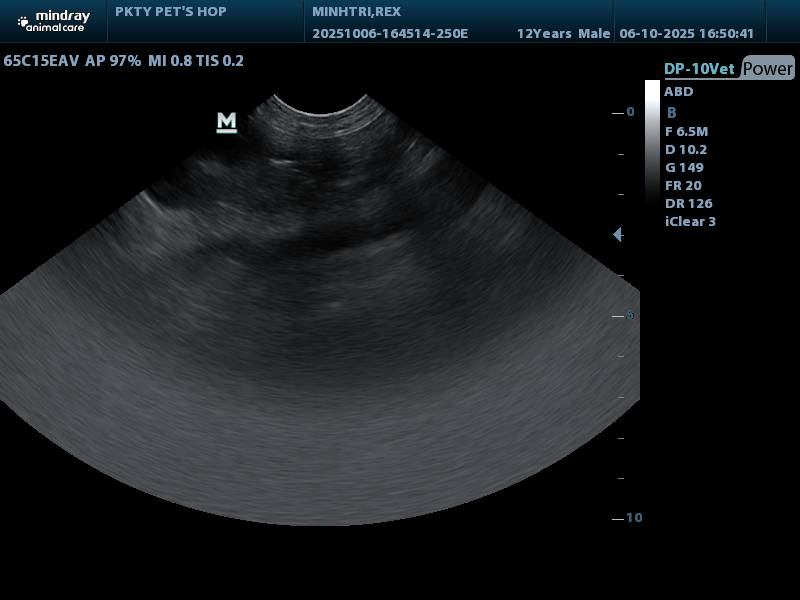 mindray
animal care
PKTY PET'S HOP
MINHTRI,REX
20251006-164514-250E
12Years Male
06-10-2025 16:50:41
65C15EAV AP 97% MI 0.8 TIS 0.2
DP-10Vet
Power
M
ABD
B
F 6.5M
D 10.2
G 149
FR 20
DR 126
iClear 3
0
5
10